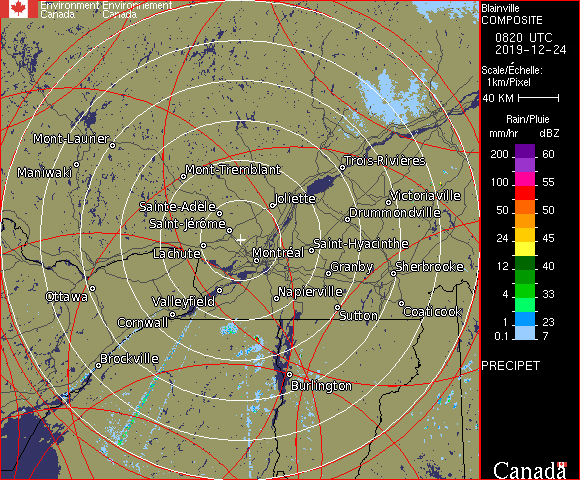 Environment Environnement
Canada Canada
Blainville
COMPOSITE
0820 UTC
2019-12-24
Scale/Échelle:
1km/Pixel
40 KM
Rain/Pluie
mm/hr dBZ
200 60
100 55
50 50
24 45
12 40
4 33
1 23
0.1 7
PRECIPET
Canada
Mont-Laurier
Maniwaki
Mont-Tremblant
Trois-Rivières
Joliette
Victoriaville
Sainte-Adèle
Drummondville
Saint-Jérôme
Saint-Hyacinthe
Lachute
Montréal
Granby
Sherbrooke
Ottawa
Valleyfield
Napierville
Cornwall
Sutton
Coaticook
Brockville
Burlington